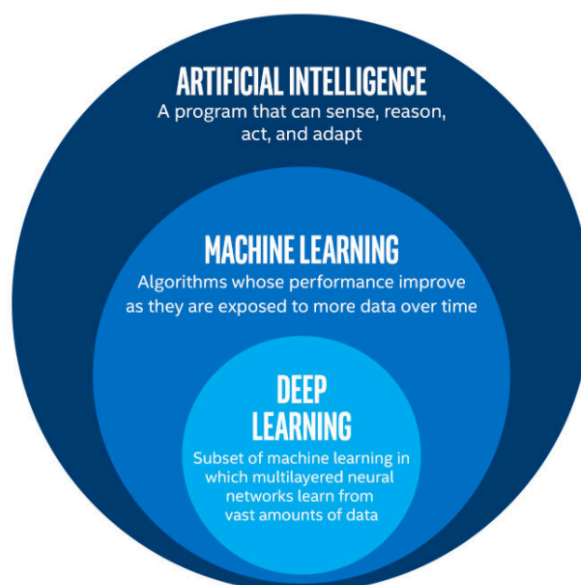 ARTIFICIAL INTELLIGENCE
A program that can sense, reason,
act, and adapt
MACHINE LEARNING
Algorithms whose performance improve
as they are exposed to more data over time
DEEP
LEARNING
Subset of machine learning in
which multilayered neural
networks learn from
vast amounts of data